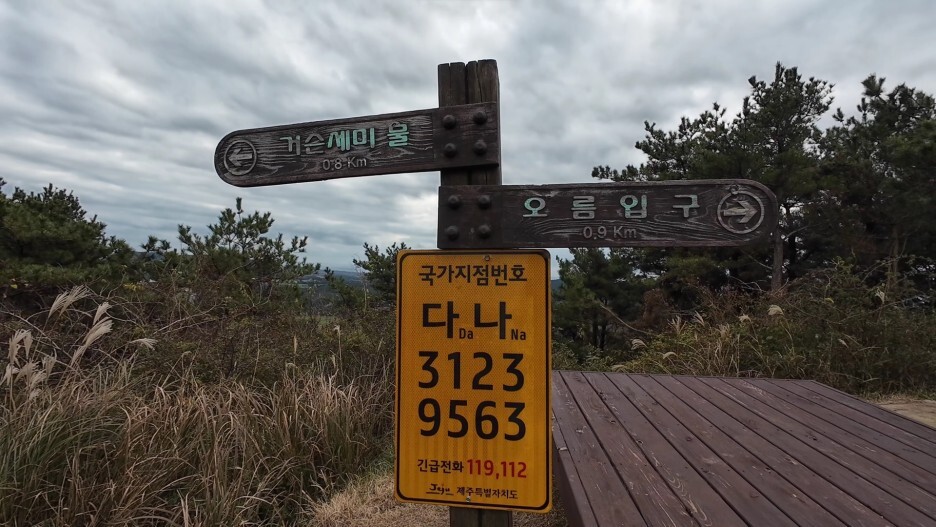 거슨세미 물
0.8 Km
오름입구
0.9 Km
국가지점번호
다Da 나Na
3123
9563
긴급전화 119,112
Jeju 제주특별자치도